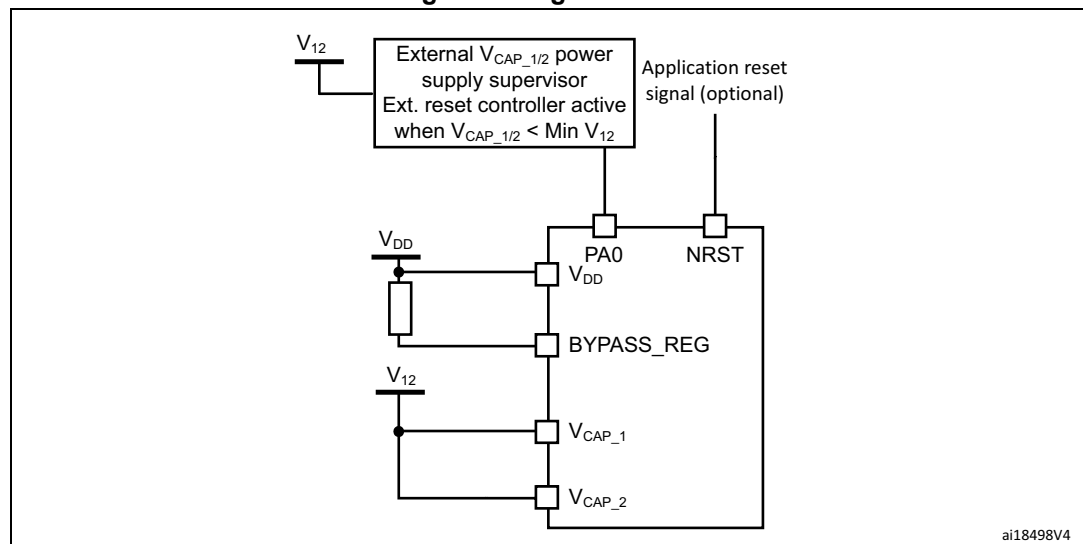 V12
External VCAP_1/2 power
supply supervisor
Ext. reset controller active
when VCAP_1/2 < Min V12
Application reset
signal (optional)
PA0
NRST
VDD
VDD
BYPASS_REG
V12
VCAP_1
VCAP_2
ai18498V4